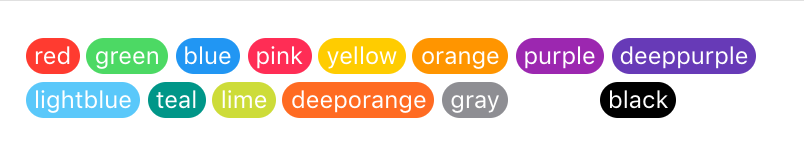 red green blue pink yellow orange purple deeppurple
lightblue teal lime deeporange gray black